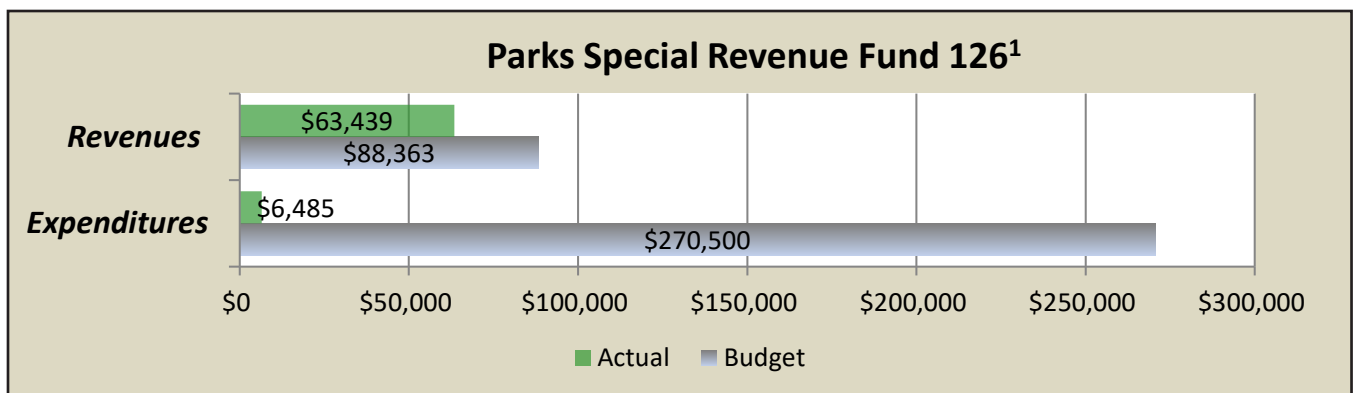 Parks Special Revenue Fund 126¹
Revenues
$63,439
$88,363
Expenditures
$6,485
$270,500
$0 $50,000 $100,000 $150,000 $200,000 $250,000 $300,000
Actual Budget